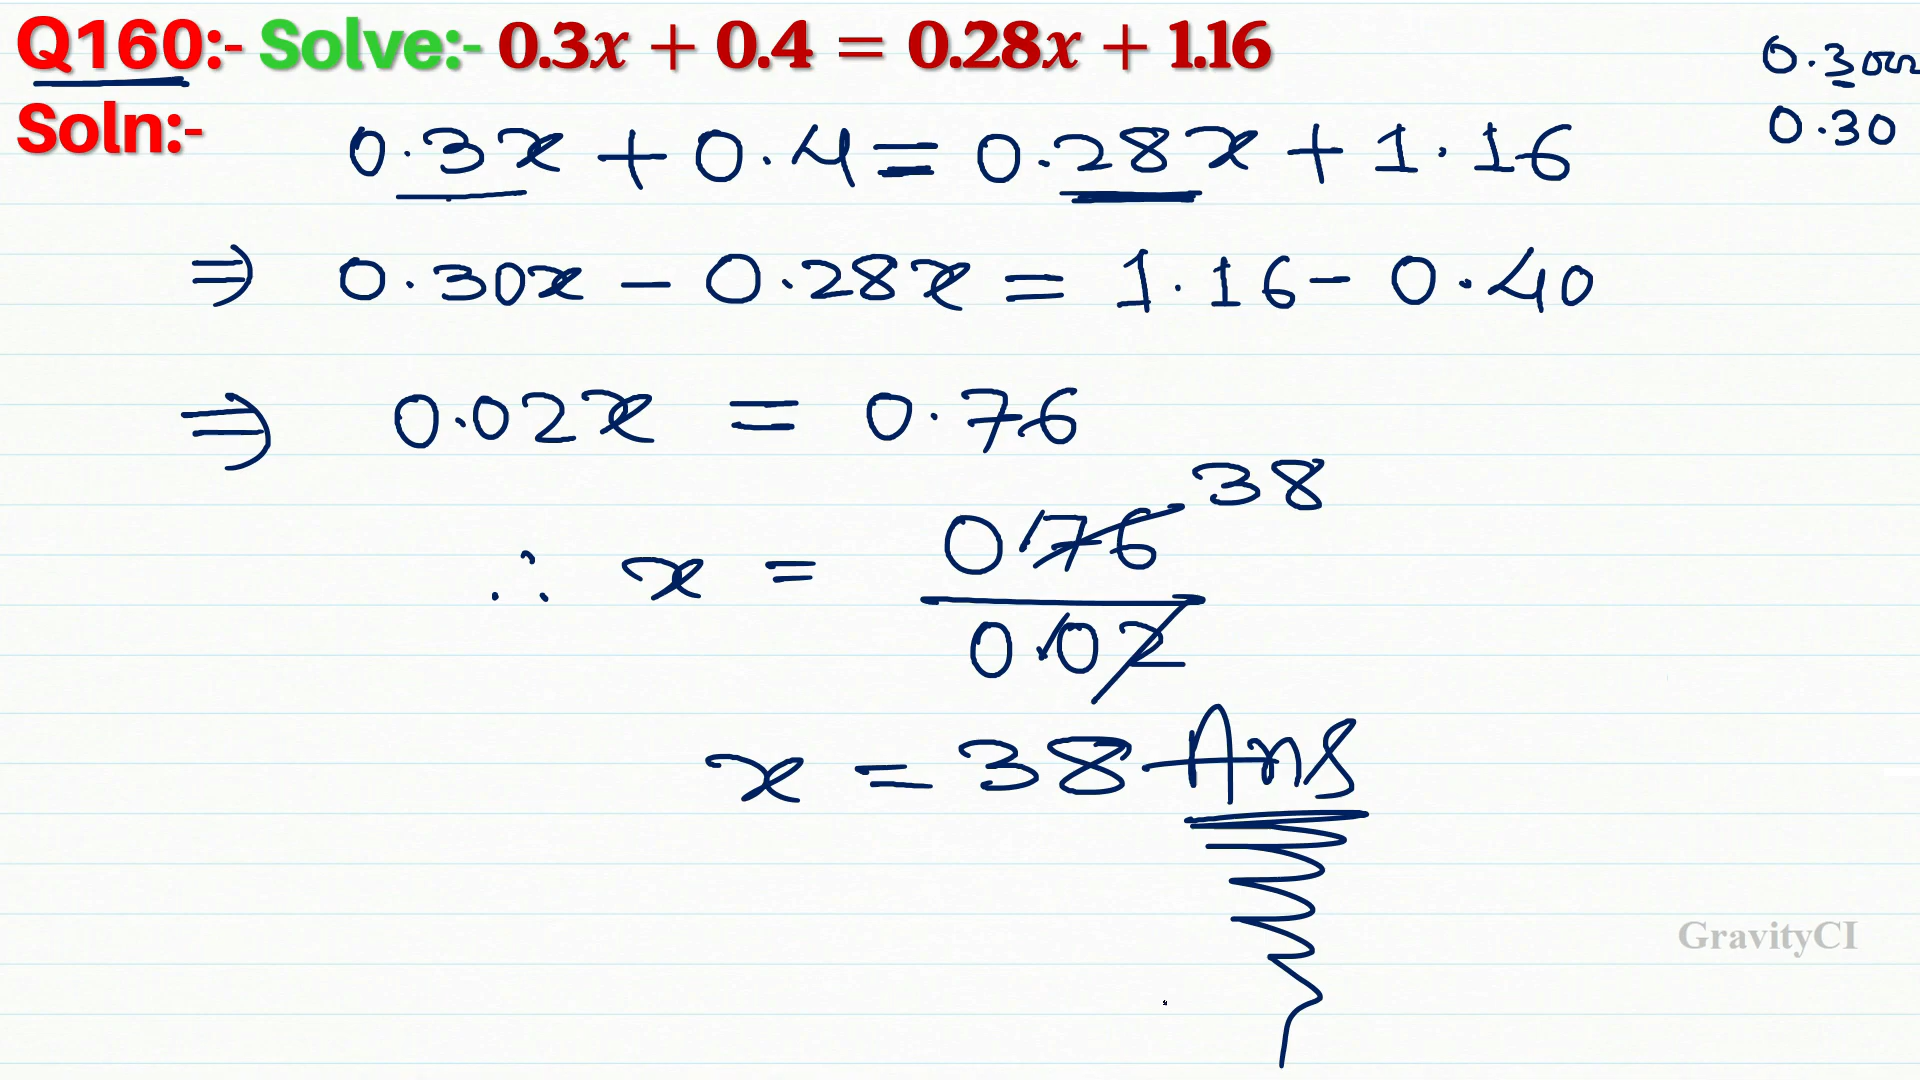 Q160:- Solve:- 0.3x + 0.4 = 0.28x + 1.16
0.300
0.30
Soln:-
0.3x + 0.4 = 0.28x + 1.16
⇒ 0.30x - 0.28x = 1.16 - 0.40
⇒ 0.02x = 0.76
38
∴ x = 0.76
0.02
x = 38 Ans
GravityCI